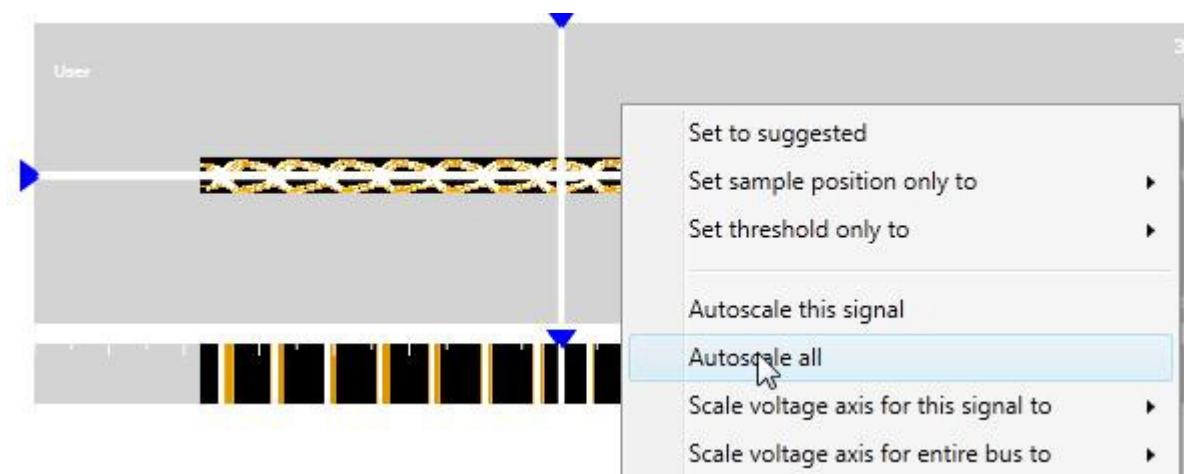 3
User
Set to suggested
Set sample position only to
Set threshold only to
Autoscale this signal
Autoscale all
Scale voltage axis for this signal to
Scale voltage axis for entire bus to